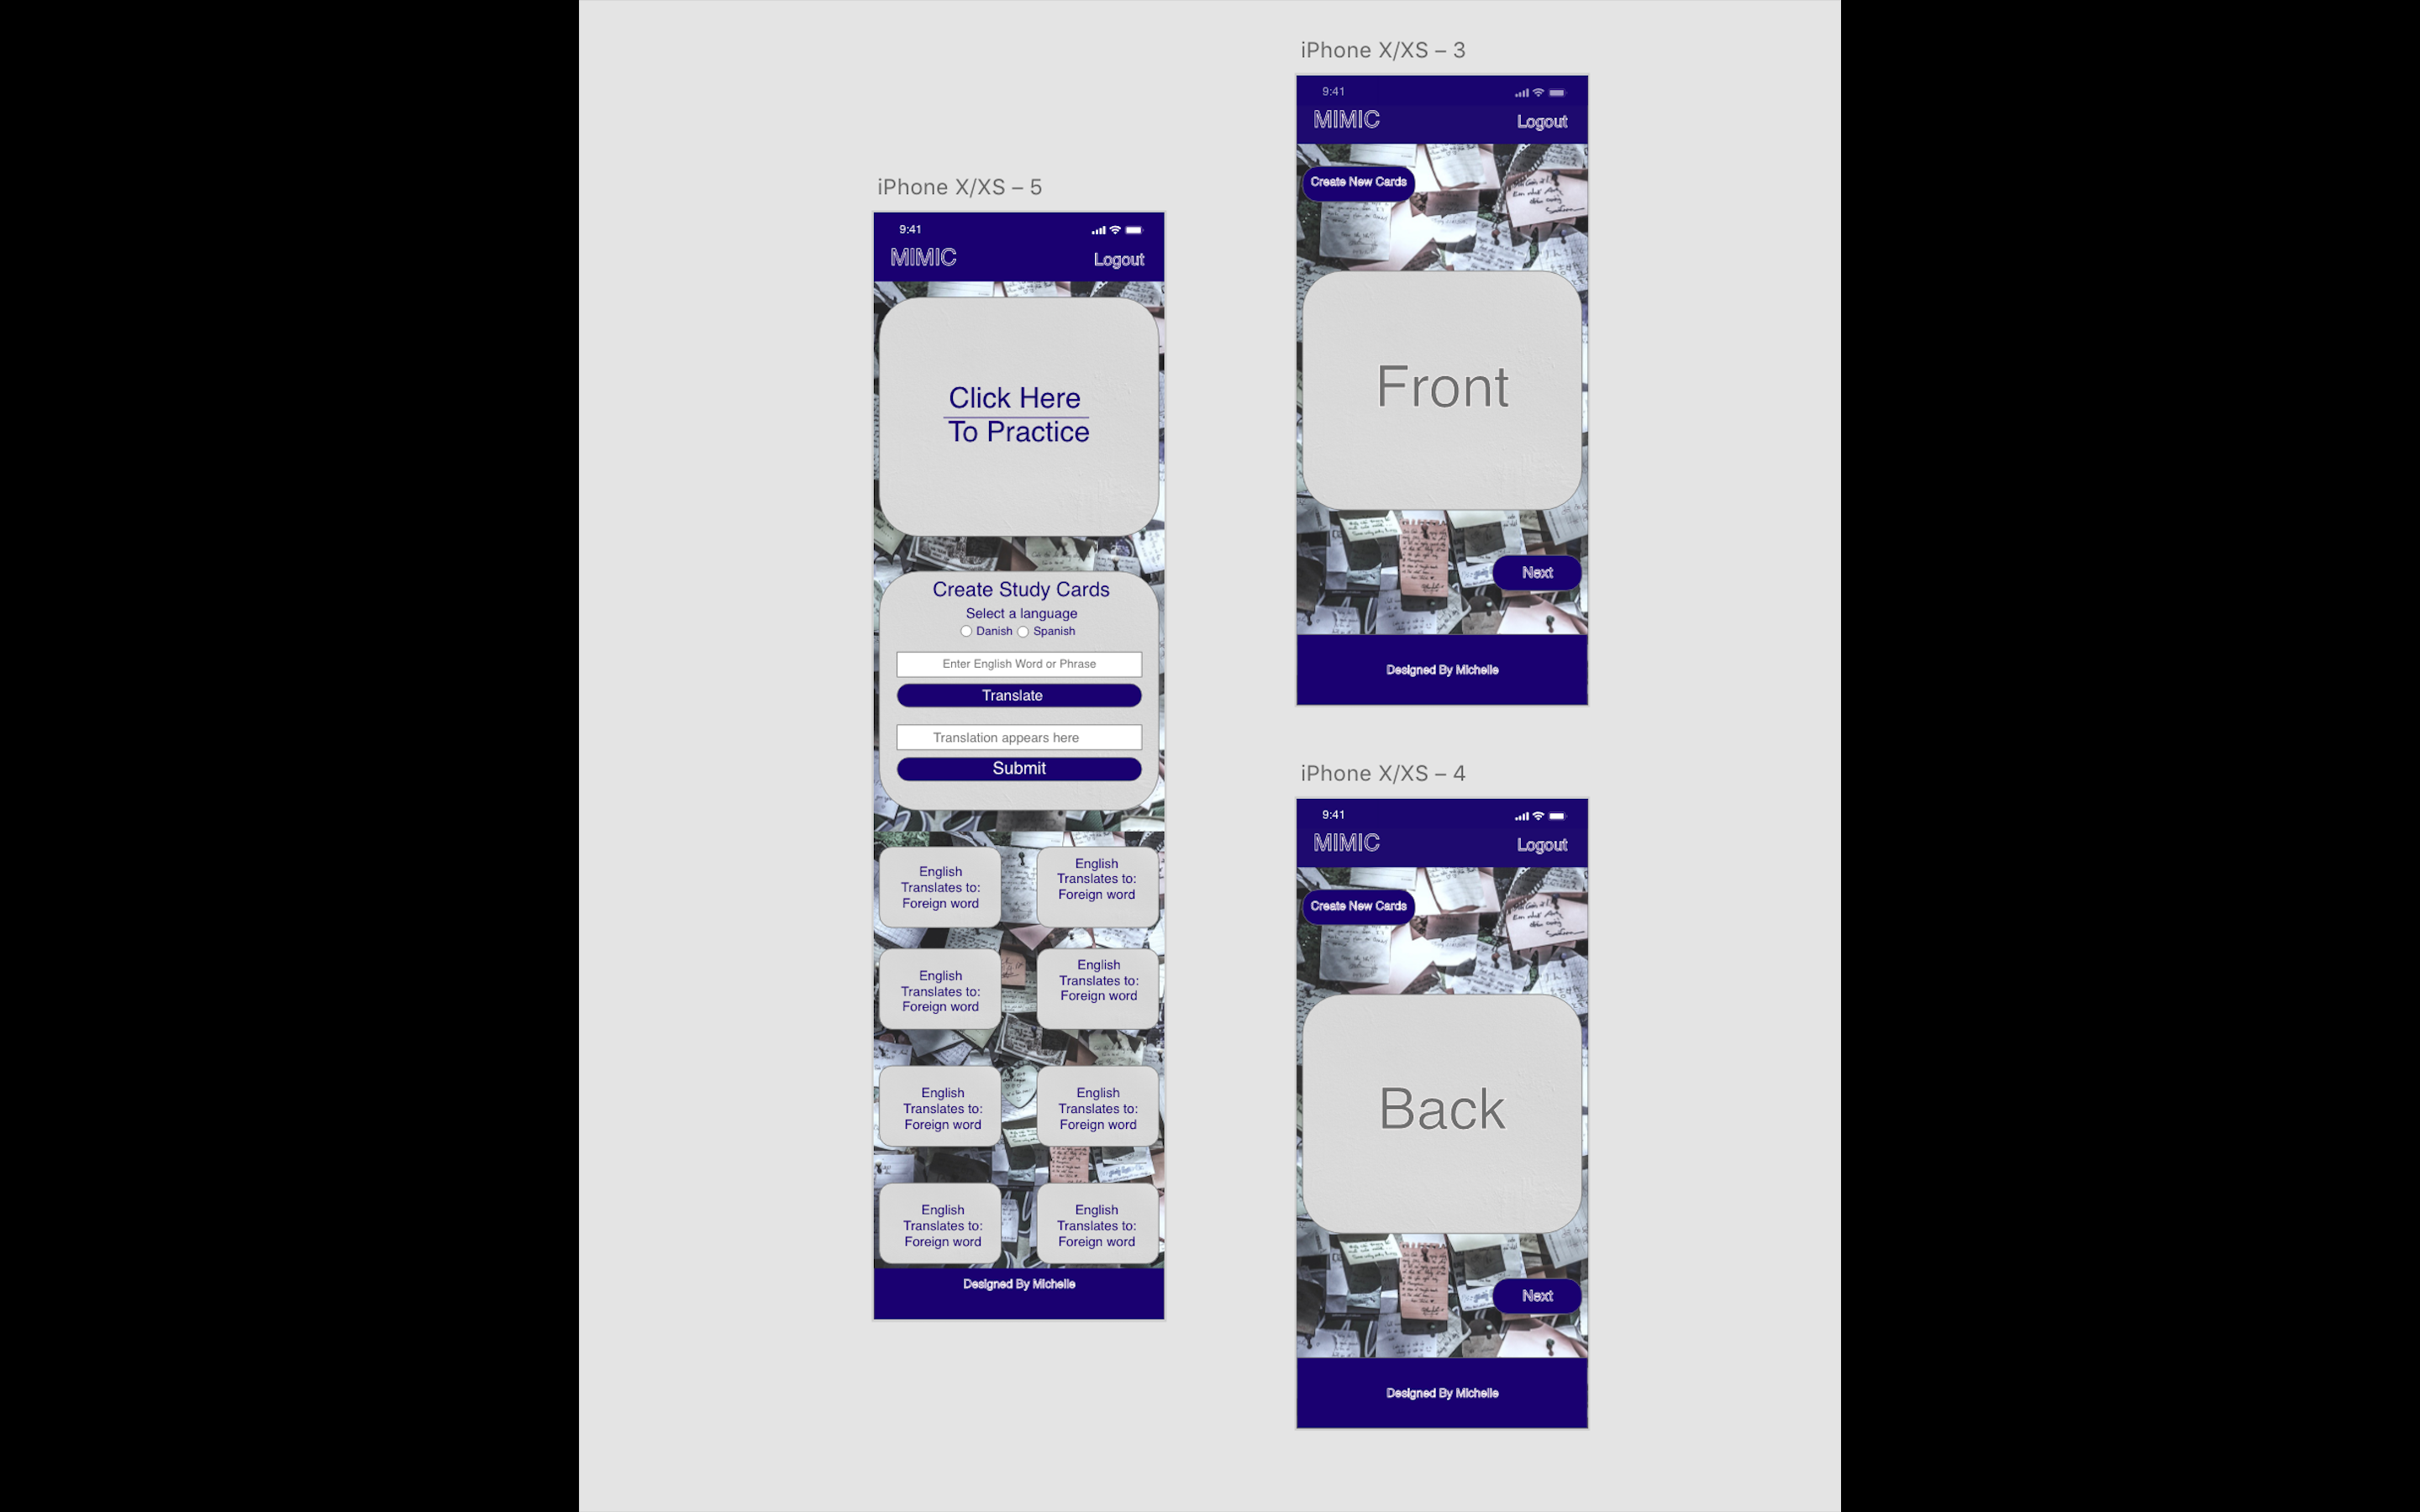 iPhone X/XS – 5
9:41
MIMIC
Logout
Click Here
To Practice
Create Study Cards
Select a language
Danish
Spanish
Enter English Word or Phrase
Translate
Translation appears here
Submit
English
Translates to:
Foreign word
English
Translates to:
Foreign word
English
Translates to:
Foreign word
English
Translates to:
Foreign word
English
Translates to:
Foreign word
English
Translates to:
Foreign word
English
Translates to:
Foreign word
English
Translates to:
Foreign word
Designed By Michelle
iPhone X/XS – 3
9:41
MIMIC
Logout
Create New Cards
Front
Next
Designed By Michelle
iPhone X/XS – 4
9:41
MIMIC
Logout
Create New Cards
Back
Next
Designed By Michelle